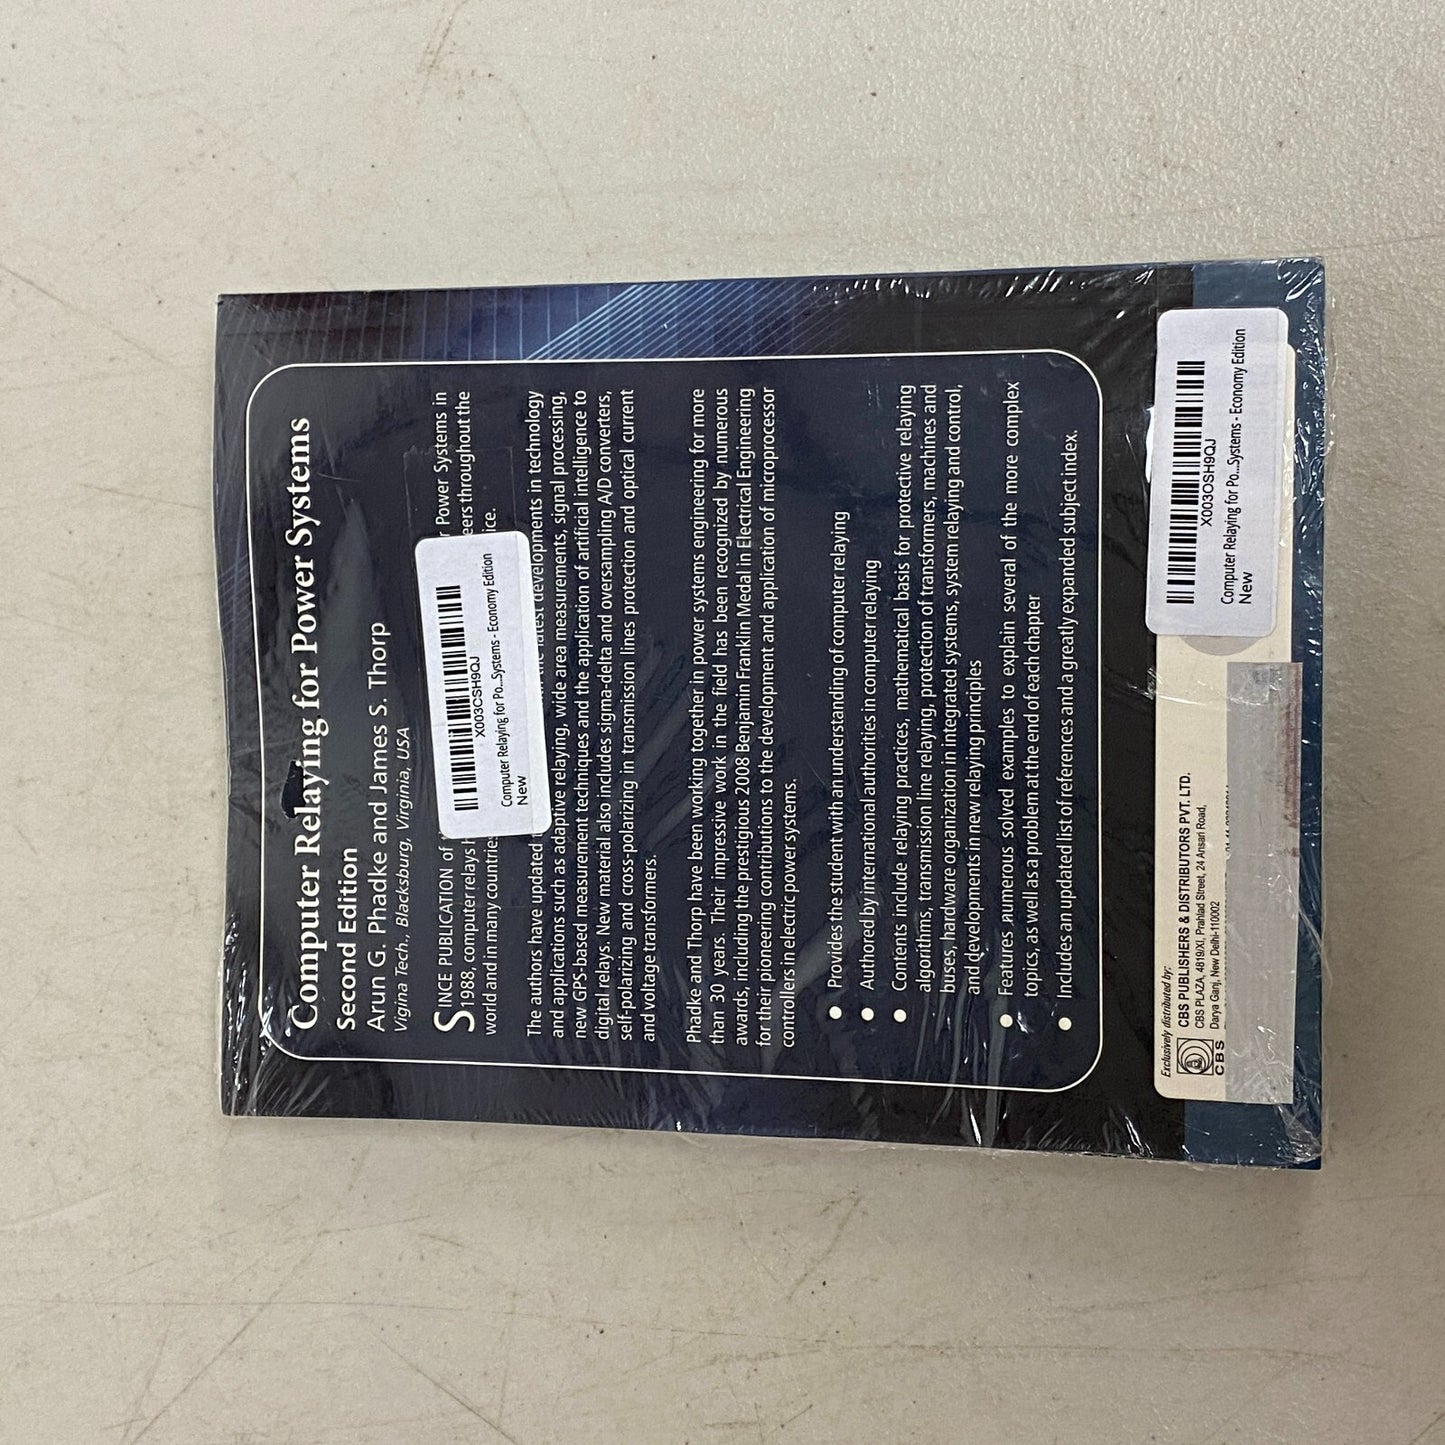 Computer Relaying for Power Systems
Second Edition
Arun G. Phadke and James S. Thorp
Vigina Tech., Blacksburg, Virginia, USA
SINCE PUBLICATION of Power Systems in
1988, computer relays throughout the
world and in many
The authors have updated latest developments in technology
and applications such as adaptive relaying, wide area measurements, signal processing,
new GPS-based measurement techniques and the application of artificial intelligence to
digital relays. New material also includes sigma-delta and oversampling A/D converters,
self-polarizing and cross-polarizing in transmission lines protection and optical current
and voltage transformers.
Phadke and Thorp have been working together in power systems engineering for more
than 30 years. Their impressive work in the field has been recognized by numerous
awards, including the prestigious 2008 Benjamin Franklin Medal in Electrical Engineering
for their pioneering contributions to the development and application of microprocessor
controllers in electric power systems.
● Provides the student with an understanding of computer relaying
● Authored by international authorities in computer relaying
● Contents include relaying practices, mathematical basis for protective relaying
algorithms, transmission line relaying, protection of transformers, machines and
buses, hardware organization in integrated systems, system relaying and control,
and developments in new relaying principles
● Features numerous solved examples to explain several of the more complex
topics, as well as a problem at the end of each chapter
● Includes an updated list of references and a greatly expanded subject index.
X003CSH9QJ
Computer Relaying for Po...Systems - Economy Edition
New
Exclusively distributed by:
CBS PUBLISHERS & DISTRIBUTORS PVT. LTD.
CBS PLAZA, 4819/XI, Prahlad Street, 24 Ansari Road,
Darya Ganj, New Delhi-110002
CBS
X003OSH9QJ
Computer Relaying for Po...Systems - Economy Edition
New